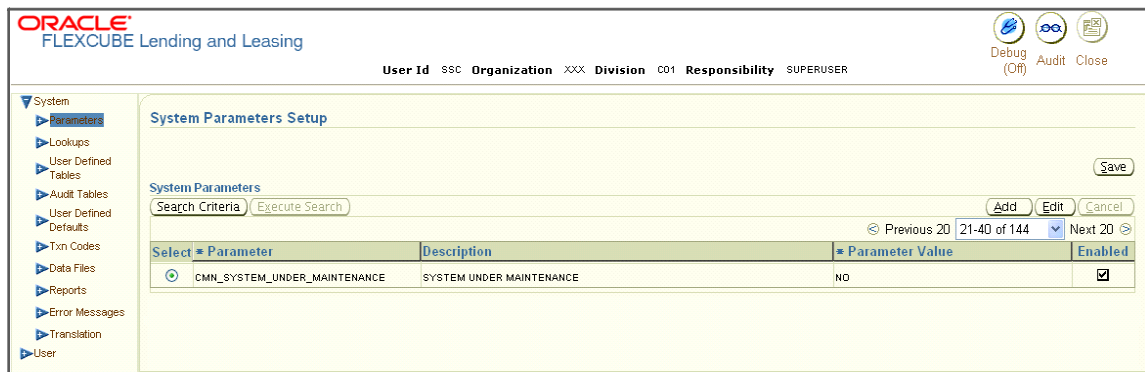 ORACLE
FLEXCUBE Lending and Leasing
Debug (Off) Audit Close
User Id SSC Organization XXX Division C01 Responsibility SUPERUSER
System
Parameters
Lookups
User Defined
Tables
Audit Tables
User Defined
Defaults
Txn Codes
Data Files
Reports
Error Messages
Translation
User
System Parameters Setup
Save
System Parameters
Search Criteria Execute Search Add Edit Cancel
Previous 20 21-40 of 144 Next 20
Select * Parameter Description * Parameter Value Enabled
CMN_SYSTEM_UNDER_MAINTENANCE SYSTEM UNDER MAINTENANCE NO